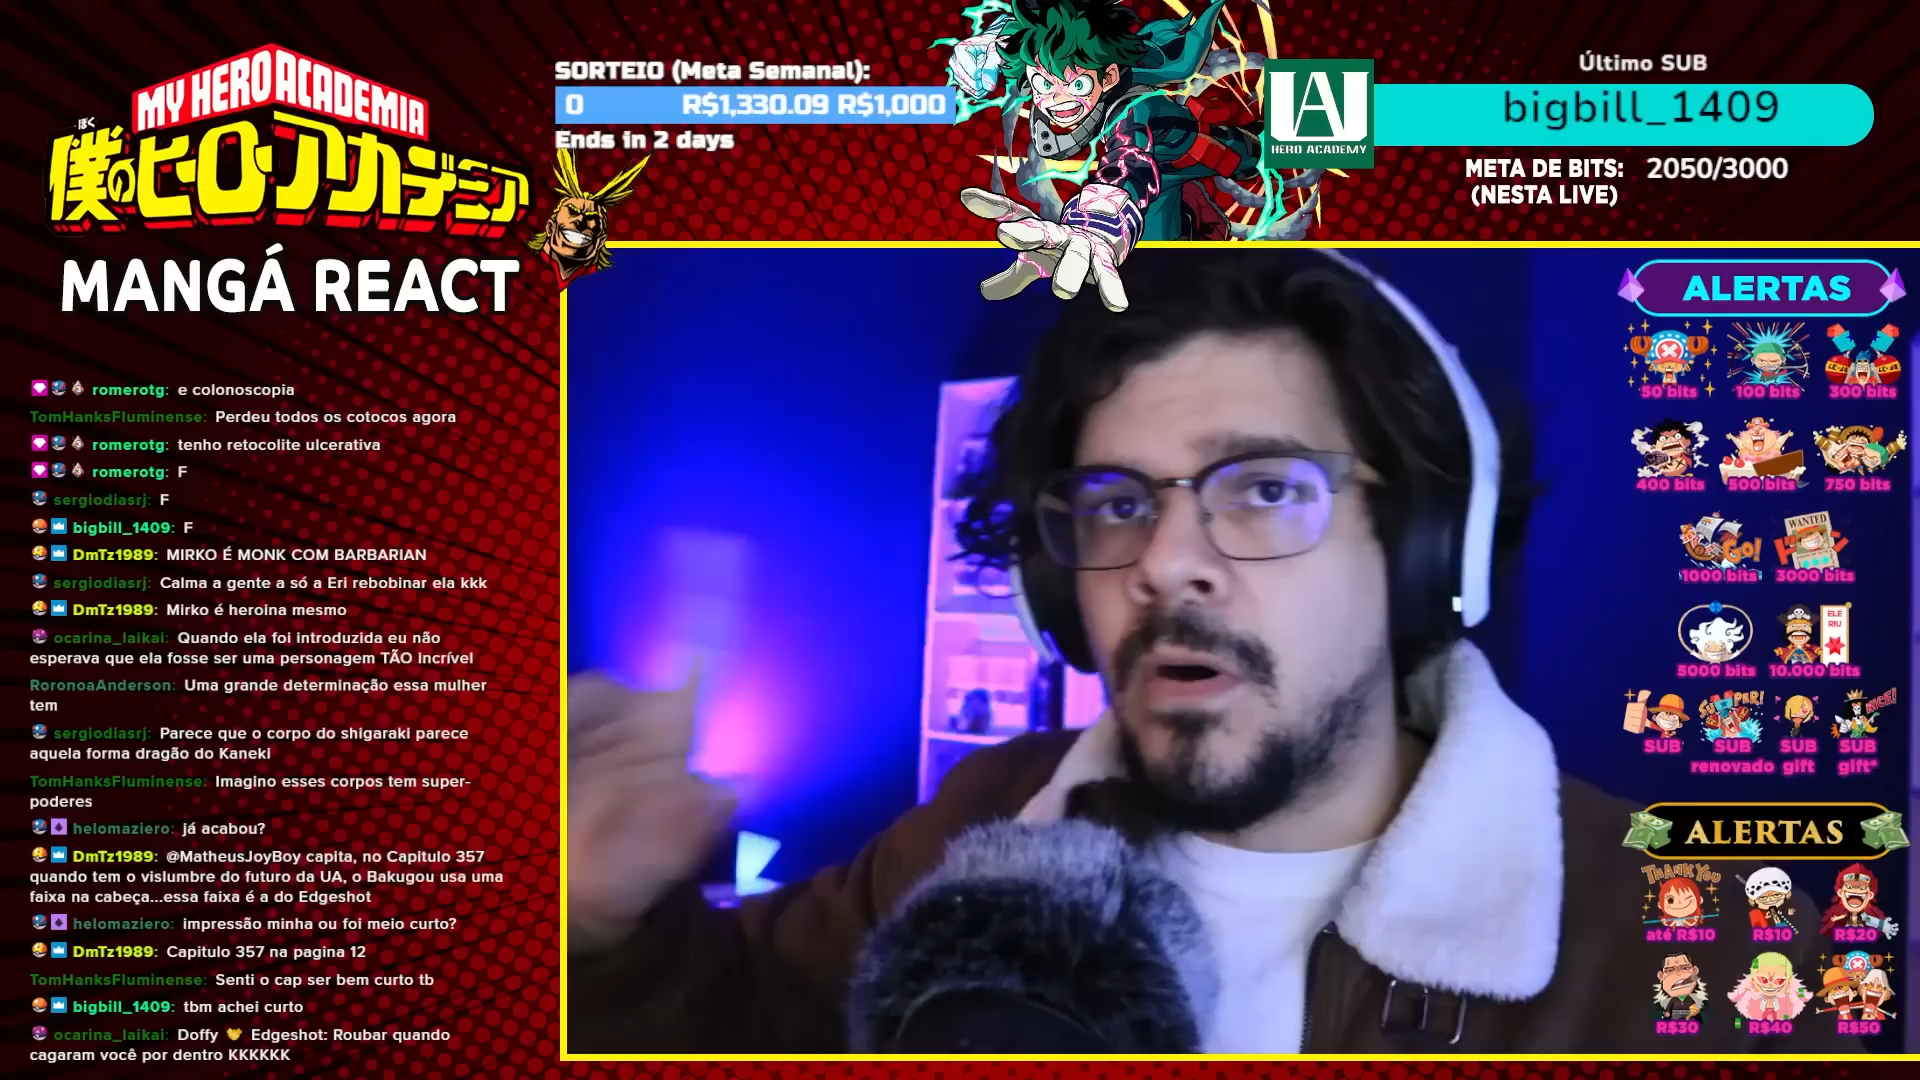 MY HERO ACADEMIA
ぼく
僕のヒーローアカデミア
MANGÁ REACT
SORTEIO (Meta Semanal):
0 R$1,330.09 R$1,000
Ends in 2 days
UA
HERO ACADEMY
Último SUB
bigbill_1409
META DE BITS: 2050/3000
(NESTA LIVE)
romerotg: e colonoscopia
TomHanksFluminense: Perdeu todos os cotocos agora
romerotg: tenho retocolite ulcerativa
romerotg: F
sergiodiasrj: F
bigbill_1409: F
DmTz1989: MIRKO É MONK COM BARBARIAN
sergiodiasrj: Calma a gente a só a Eri rebobinar ela kkk
DmTz1989: Mirko é heroina mesmo
ocarina_laikai: Quando ela foi introduzida eu não
esperava que ela fosse ser uma personagem TÃO incrível
RoronoaAnderson: Uma grande determinação essa mulher
tem
sergiodiasrj: Parece que o corpo do shigaraki parece
aquela forma dragão do Kaneki
TomHanksFluminense: Imagino esses corpos tem super-
poderes
helomaziero: já acabou?
DmTz1989: @MatheusJoyBoy capita, no Capitulo 357
quando tem o vislumbre do futuro da UA, o Bakugou usa uma
faixa na cabeça...essa faixa é a do Edgeshot
helomaziero: impressão minha ou foi meio curto?
DmTz1989: Capitulo 357 na pagina 12
TomHanksFluminense: Senti o cap ser bem curto tb
bigbill_1409: tbm achei curto
ocarina_laikai: Doffy Edgeshot: Roubar quando
cagaram você por dentro KKKKKK
ALERTAS
50 bits 100 bits 300 bits
400 bits 500 bits 750 bits
GO!
WANTED
1000 bits 3000 bits
ELE
RIU
5000 bits 10.000 bits
SUPER!
NICE!
SUB SUB SUB SUB
renovado gift gift*
ALERTAS
THANK YOU
até R$10 R$10 R$20
R$30 R$40 R$50